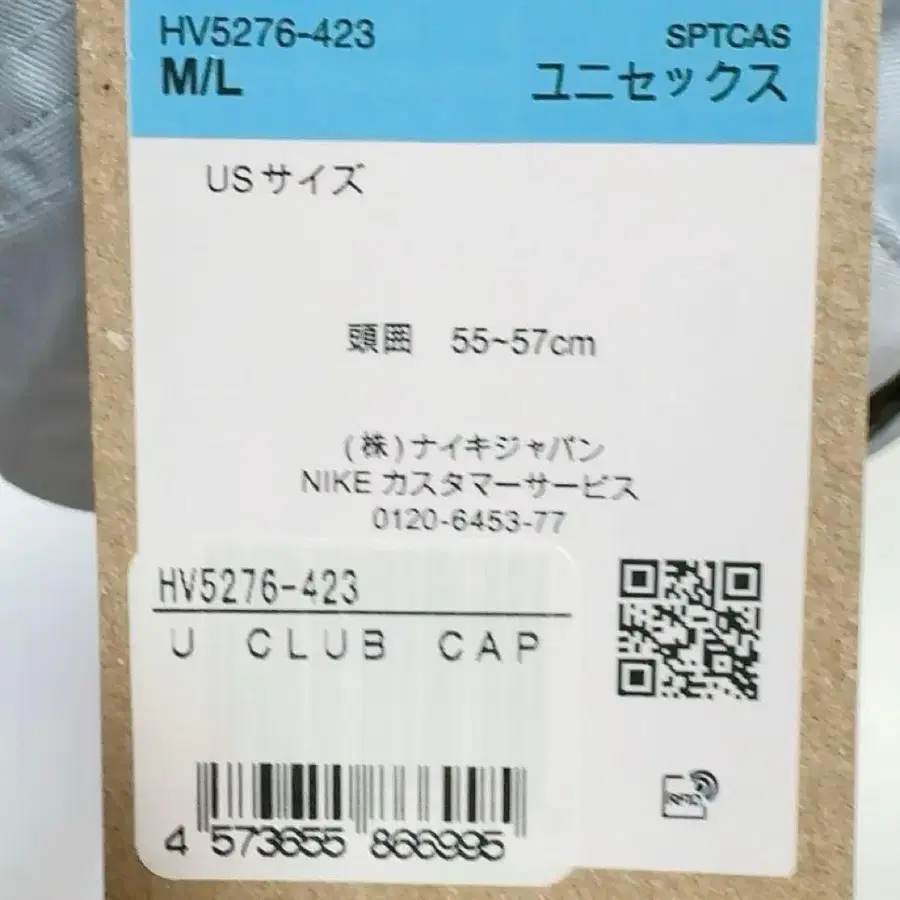 HV5276-423 SPTCAS
M/L ユニセックス
USサイズ
頭囲 55~57cm
(株)ナイキジャパン
NIKE カスタマーサービス
0120-6453-77
HV5276-423
U CLUB CAP
RFID
4 573655 866995